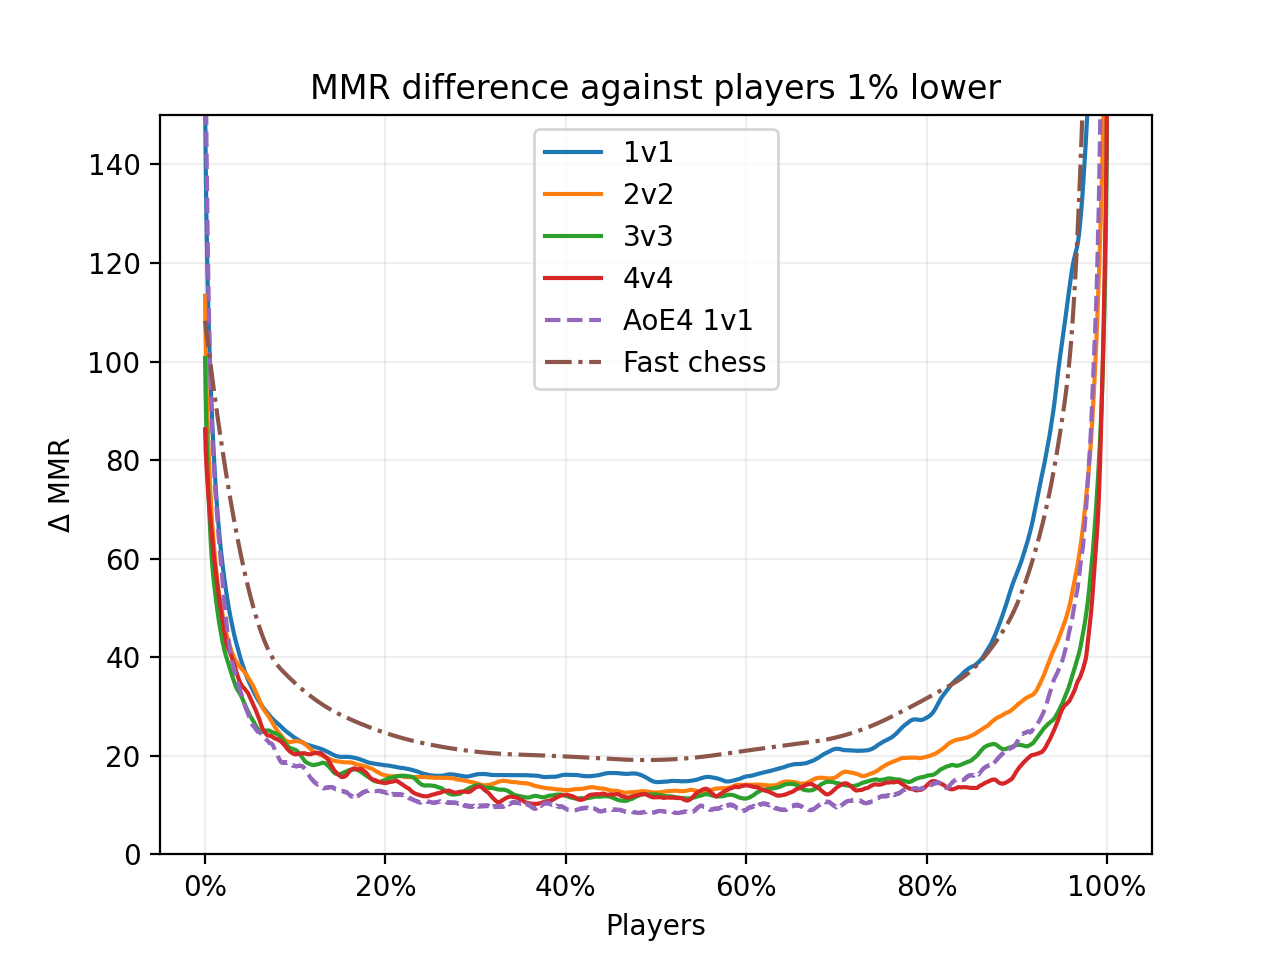 MMR difference against players 1% lower
1v1
2v2
3v3
4v4
AoE4 1v1
Fast chess
140
120
100
80
60
40
20
0
Δ MMR
0% 20% 40% 60% 80% 100%
Players